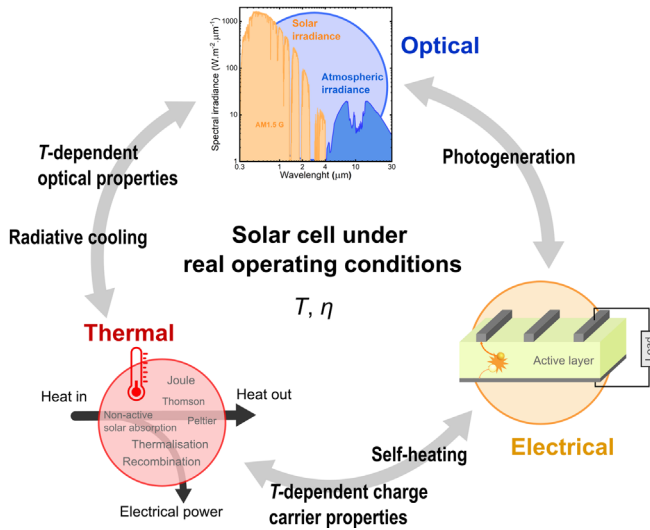 Optical
Spectral irradiance (W.m⁻².μm⁻¹)
1000
100
10
1
Solar
irradiance
Atmospheric
irradiance
AM1.5 G
0.3
1
2
4
10
30
Wavelenght (μm)
T-dependent
optical properties
Radiative cooling
Photogeneration
Solar cell under
real operating conditions
T, η
Thermal
Heat in
Heat out
Joule
Thomson
Non-active
solar absorption
Peltier
Thermalisation
Recombination
Electrical power
Active layer
Load
Electrical
Self-heating
T-dependent charge
carrier properties